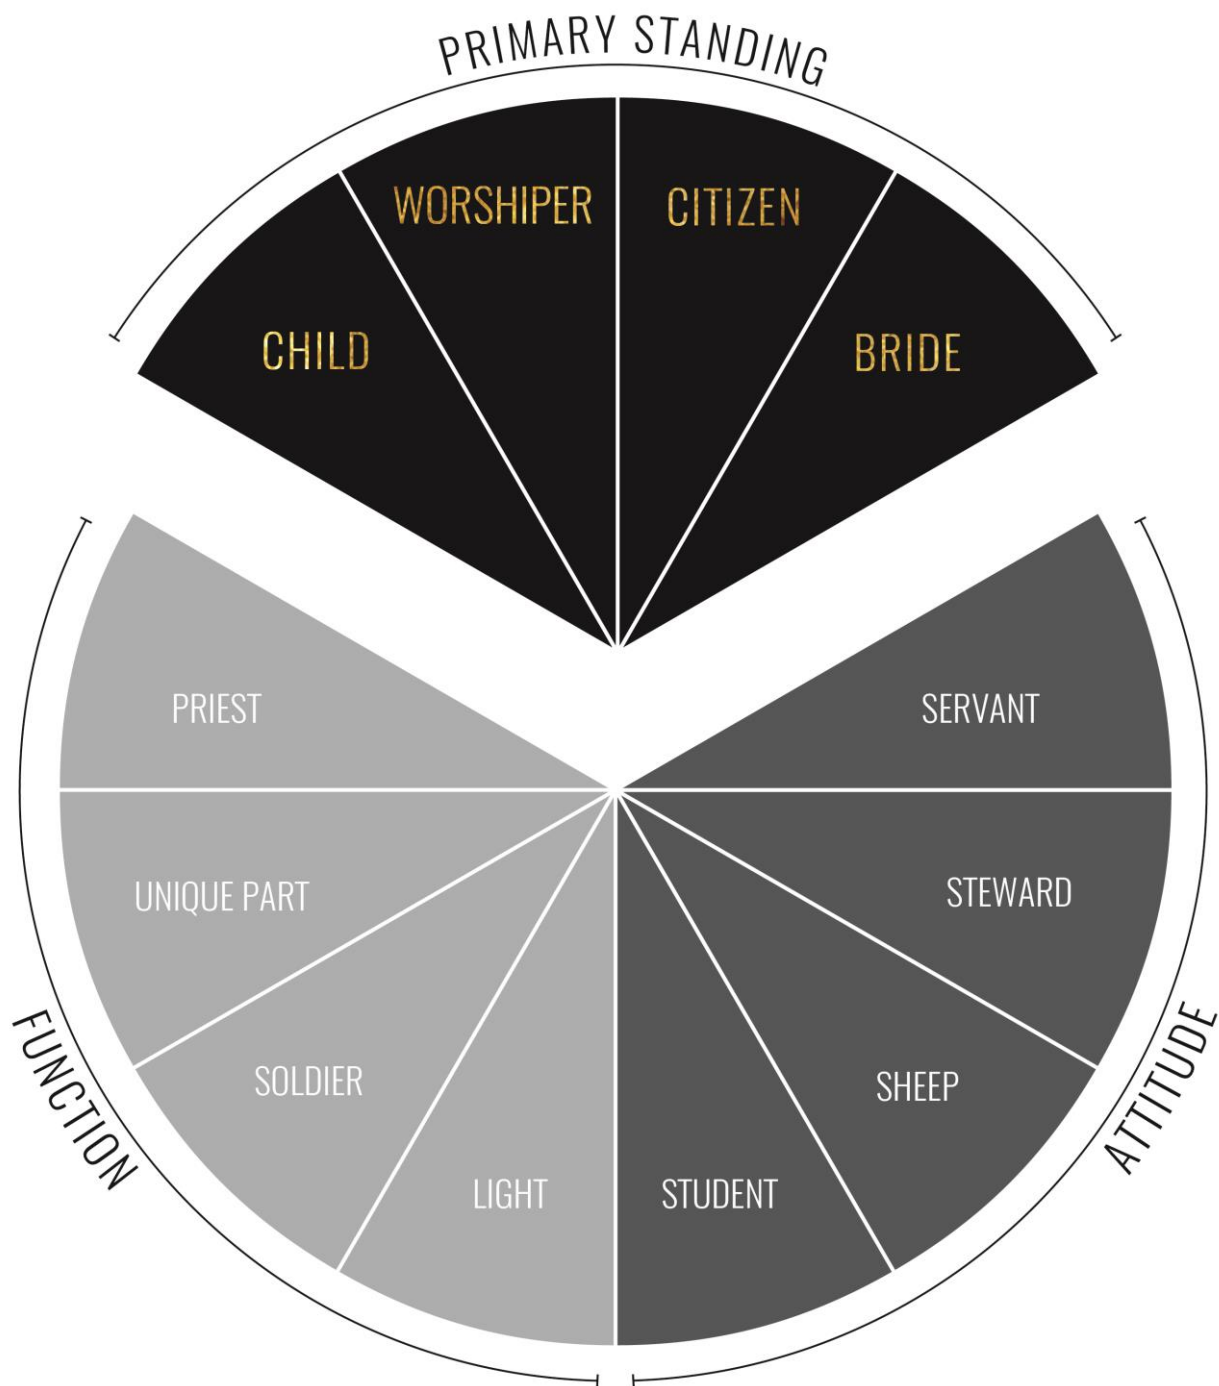 PRIMARY STANDING
WORSHIPER
CITIZEN
CHILD
BRIDE
PRIEST
SERVANT
UNIQUE PART
STEWARD
SOLDIER
SHEEP
LIGHT
STUDENT
FUNCTION
ATTITUDE